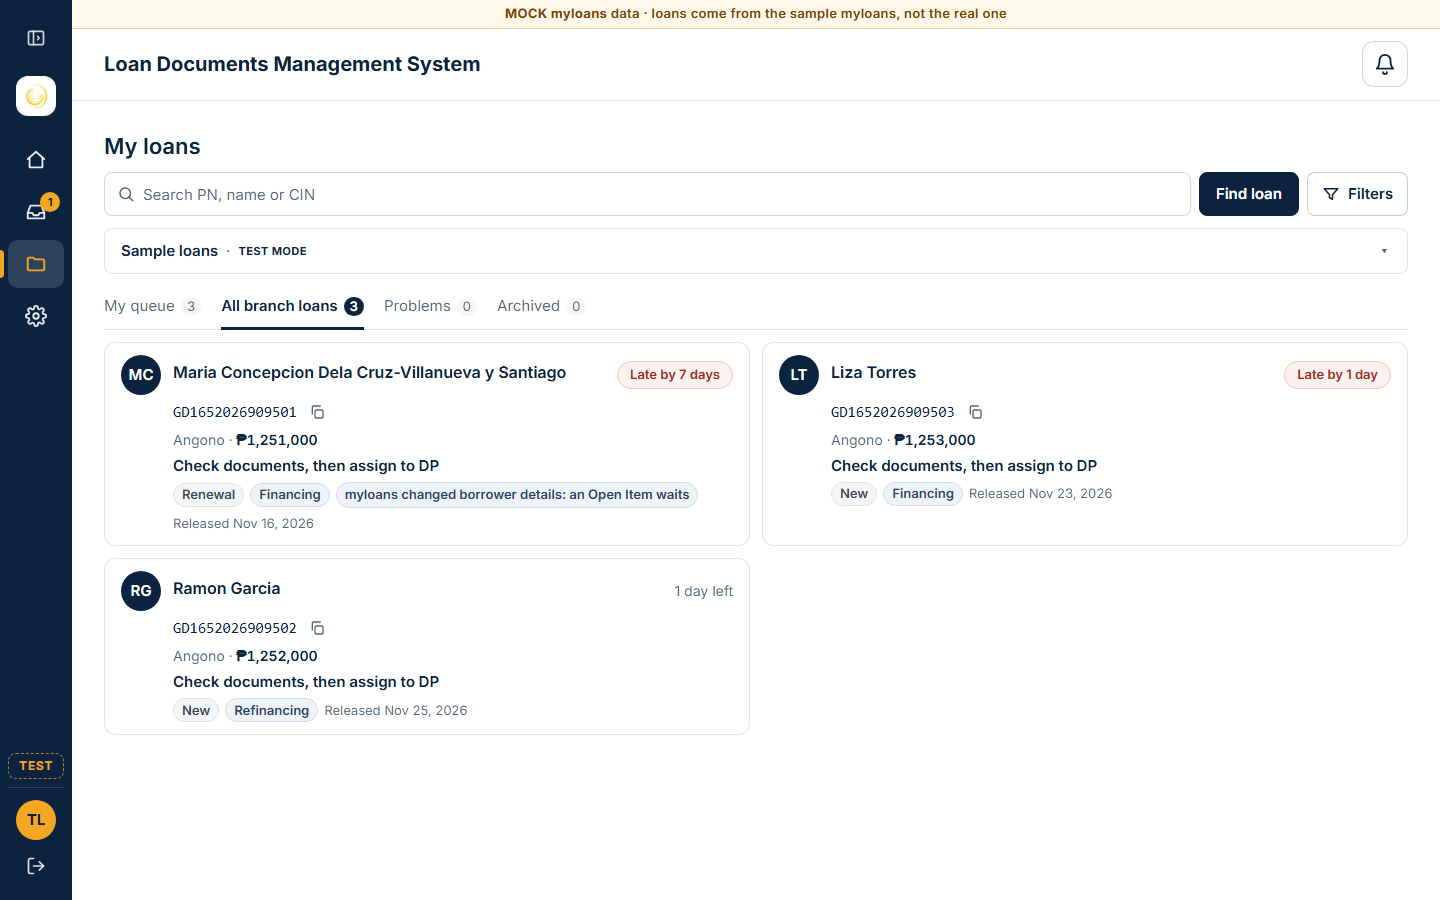 MOCK myloans data · loans come from the sample myloans, not the real one
Loan Documents Management System
1
My loans
Search PN, name or CIN
Find loan
Filters
Sample loans · TEST MODE
My queue 3
All branch loans 3
Problems 0
Archived 0
MC
Maria Concepcion Dela Cruz-Villanueva y Santiago
Late by 7 days
GD1652026909501
Angono · ₱1,251,000
Check documents, then assign to DP
Renewal
Financing
myloans changed borrower details: an Open Item waits
Released Nov 16, 2026
LT
Liza Torres
Late by 1 day
GD1652026909503
Angono · ₱1,253,000
Check documents, then assign to DP
New
Financing
Released Nov 23, 2026
RG
Ramon Garcia
1 day left
GD1652026909502
Angono · ₱1,252,000
Check documents, then assign to DP
New
Refinancing
Released Nov 25, 2026
TEST
TL